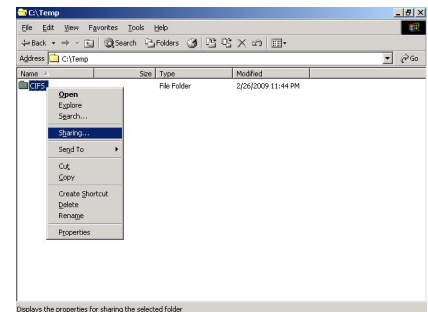 C:\Temp
File Edit View Favorites Tools Help
Back Search Folders
Address C:\Temp Go
Name Size Type Modified
CIFS File Folder 2/26/2009 11:44 PM
Open
Explore
Search...
Sharing...
Send To
Cut
Copy
Create Shortcut
Delete
Rename
Properties
Displays the properties for sharing the selected folder